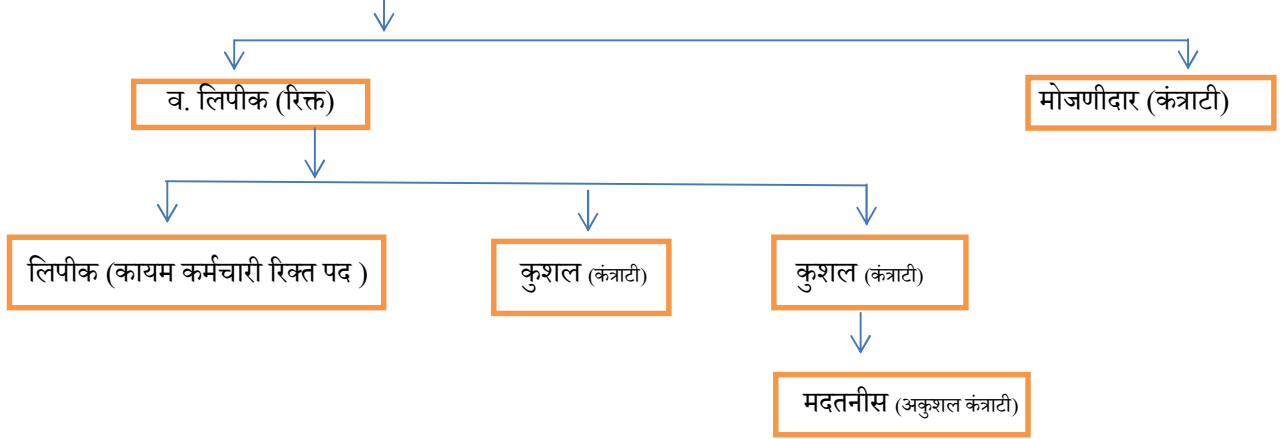 व. लिपीक (रिक्त)
मोजणीदार (कंत्राटी)
लिपीक (कायम कर्मचारी रिक्त पद )
कुशल (कंत्राटी)
कुशल (कंत्राटी)
मदतनीस (अकुशल कंत्राटी)